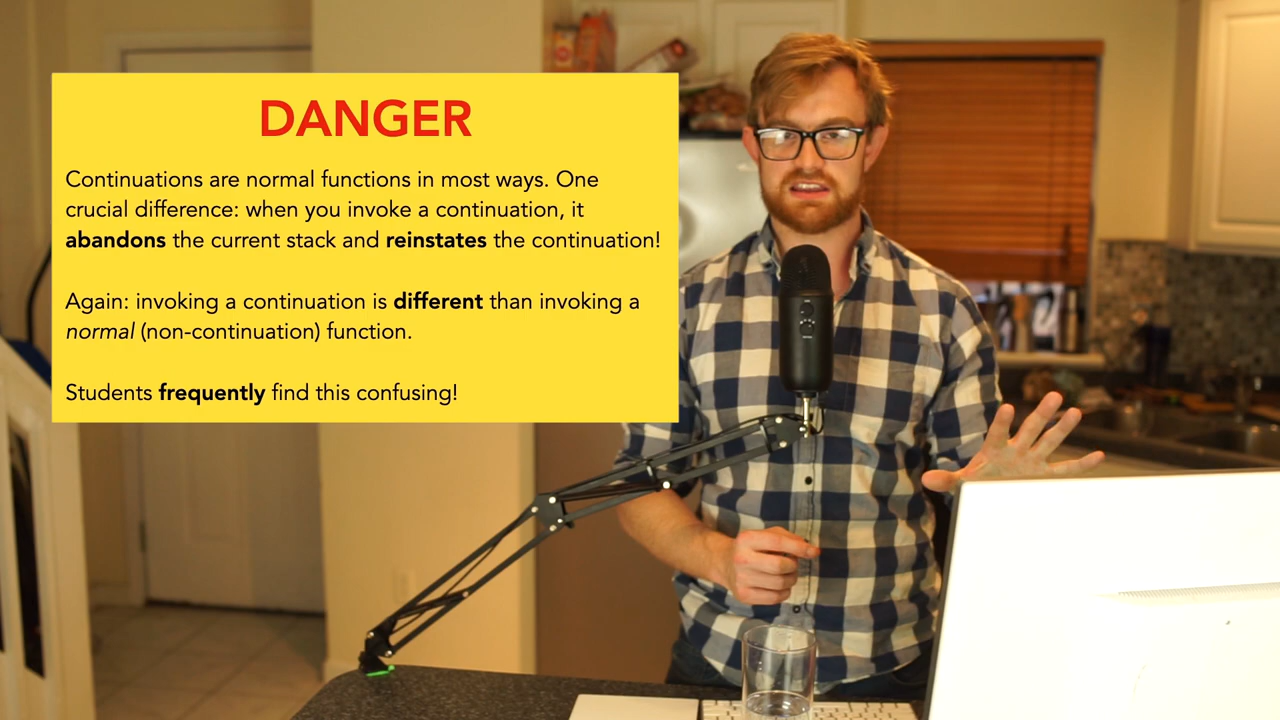 DANGER
Continuations are normal functions in most ways. One
crucial difference: when you invoke a continuation, it
abandons the current stack and reinstates the continuation!
Again: invoking a continuation is different than invoking a
normal (non-continuation) function.
Students frequently find this confusing!